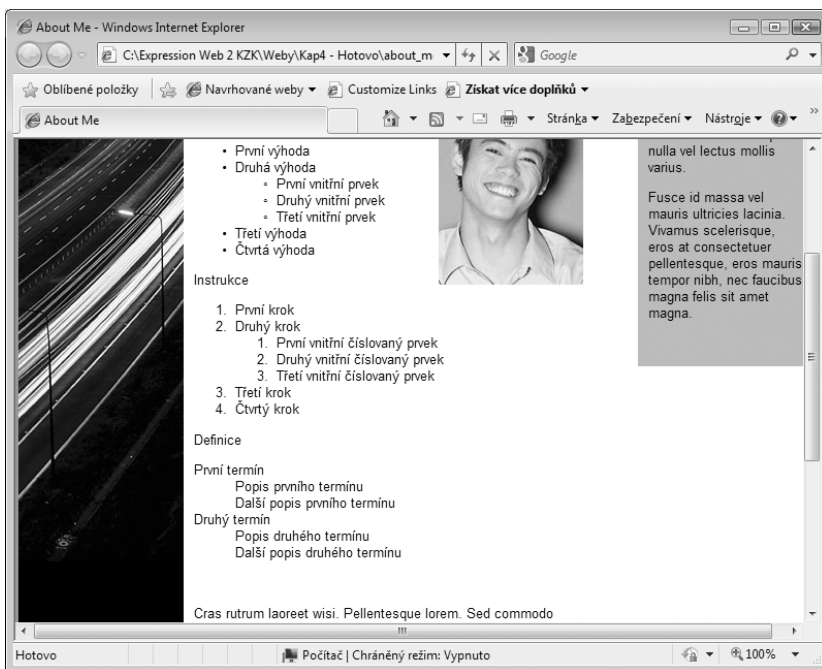 About Me - Windows Internet Explorer
C:\Expression Web 2 KZK\Weby\Kap4 - Hotovo\about_m
Google
Oblíbené položky
Navrhované weby
Customize Links
Získat více doplňků
About Me
Stránka
Zabezpečení
Nástroje
»
• První výhoda
• Druhá výhoda
▫ První vnitřní prvek
▫ Druhý vnitřní prvek
▫ Třetí vnitřní prvek
• Třetí výhoda
• Čtvrtá výhoda
Instrukce
1. První krok
2. Druhý krok
1. První vnitřní číslovaný prvek
2. Druhý vnitřní číslovaný prvek
3. Třetí vnitřní číslovaný prvek
3. Třetí krok
4. Čtvrtý krok
Definice
První termín
Popis prvního termínu
Další popis prvního termínu
Druhý termín
Popis druhého termínu
Další popis druhého termínu
Cras rutrum laoreet wisi. Pellentesque lorem. Sed commodo
nulla vel lectus mollis
varius.
Fusce id massa vel
mauris ultricies lacinia.
Vivamus scelerisque,
eros at consectetuer
pellentesque, eros mauris
tempor nibh, nec faucibus
magna felis sit amet
magna.
Hotovo
Počítač | Chráněný režim: Vypnuto
100%